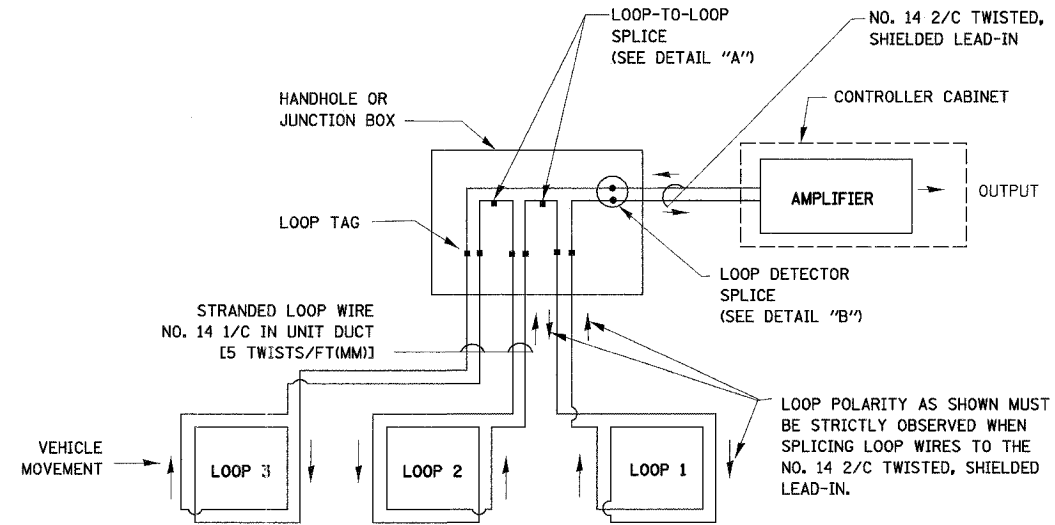 LOOP-TO-LOOP
SPLICE
(SEE DETAIL "A")
NO. 14 2/C TWISTED,
SHIELDED LEAD-IN
HANDHOLE OR
JUNCTION BOX
CONTROLLER CABINET
AMPLIFIER
OUTPUT
LOOP TAG
LOOP DETECTOR
SPLICE
(SEE DETAIL "B")
STRANDED LOOP WIRE
NO. 14 1/C IN UNIT DUCT
[5 TWISTS/FT(MM)]
LOOP POLARITY AS SHOWN MUST
BE STRICTLY OBSERVED WHEN
SPLICING LOOP WIRES TO THE
NO. 14 2/C TWISTED, SHIELDED
LEAD-IN.
VEHICLE
MOVEMENT
LOOP 3
LOOP 2
LOOP 1